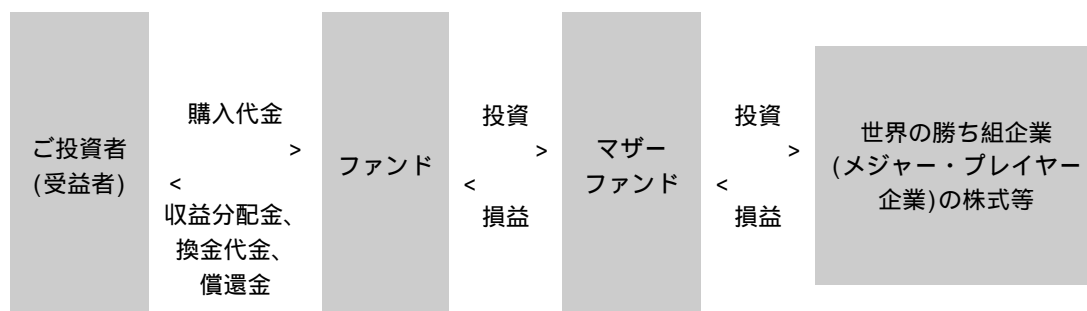 ご投資者
(受益者)
購入代金
>
<
収益分配金、
換金代金、
償還金
ファンド
投資
>
<
損益
マザー
ファンド
投資
>
<
損益
世界の勝ち組企業
(メジャー・プレイヤー
企業)の株式等